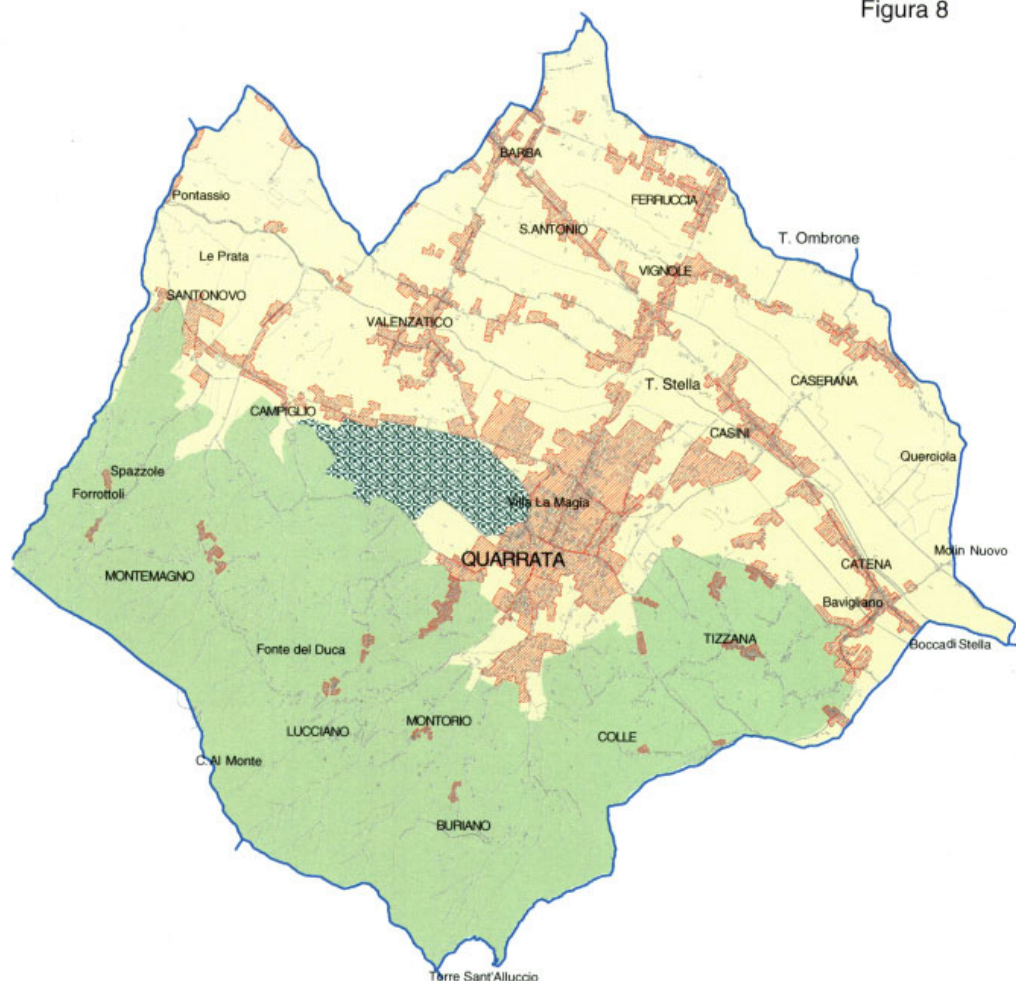 Figura 8
BARBA
Pontassio
FERRUCCIA
S.ANTONIO
T. Ombrone
Le Prata
VIGNOLE
SANTONOVO
VALENZATICO
T. Stella
CASERANA
CAMPIGLIO
CASINI
Querciola
Spazzole
Forrottoli
Villa La Magia
QUARRATA
Molin Nuovo
CATENA
MONTEMAGNO
Bavigliano
TIZZANA
Bocca di Stella
Fonte del Duca
MONTORIO
LUCCIANO
COLLE
C. Al Monte
BURIANO
Torre Sant'Alluccio